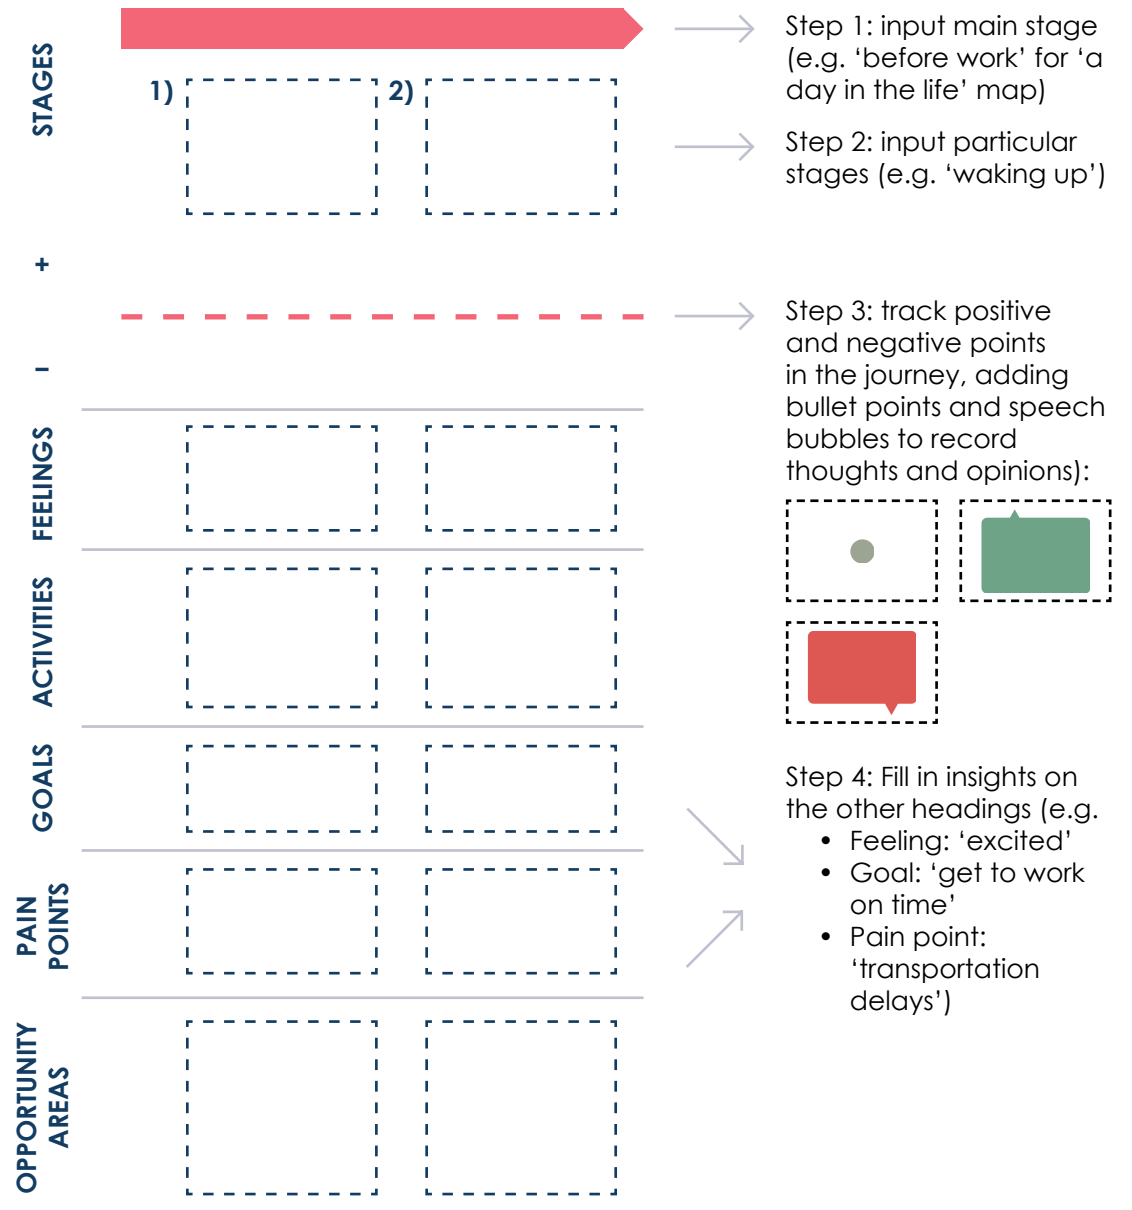 STAGES
1)
2)
+
–
FEELINGS
ACTIVITIES
GOALS
PAIN
POINTS
OPPORTUNITY
AREAS
Step 1: input main stage
(e.g. ‘before work’ for ‘a
day in the life’ map)
Step 2: input particular
stages (e.g. ‘waking up’)
Step 3: track positive
and negative points
in the journey, adding
bullet points and speech
bubbles to record
thoughts and opinions):
Step 4: Fill in insights on
the other headings (e.g.
• Feeling: ‘excited’
• Goal: ‘get to work
on time’
• Pain point:
‘transportation
delays’)